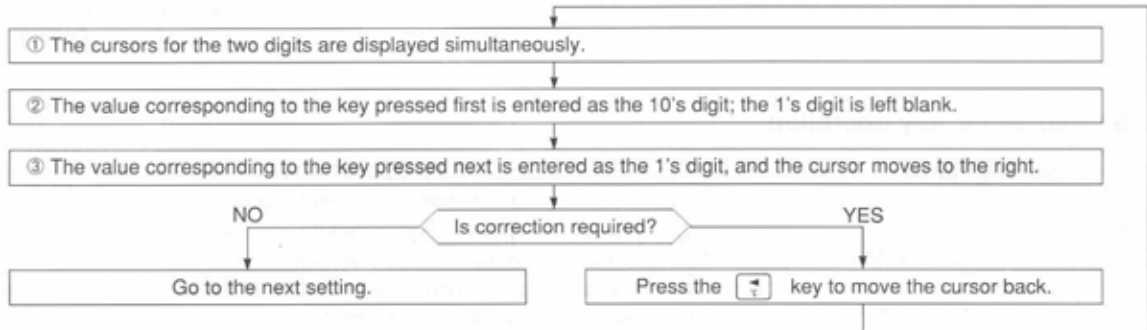 ① The cursors for the two digits are displayed simultaneously.
② The value corresponding to the key pressed first is entered as the 10's digit; the 1's digit is left blank.
③ The value corresponding to the key pressed next is entered as the 1's digit, and the cursor moves to the right.
NO
Is correction required?
YES
Go to the next setting.
Press the ◄ key to move the cursor back.